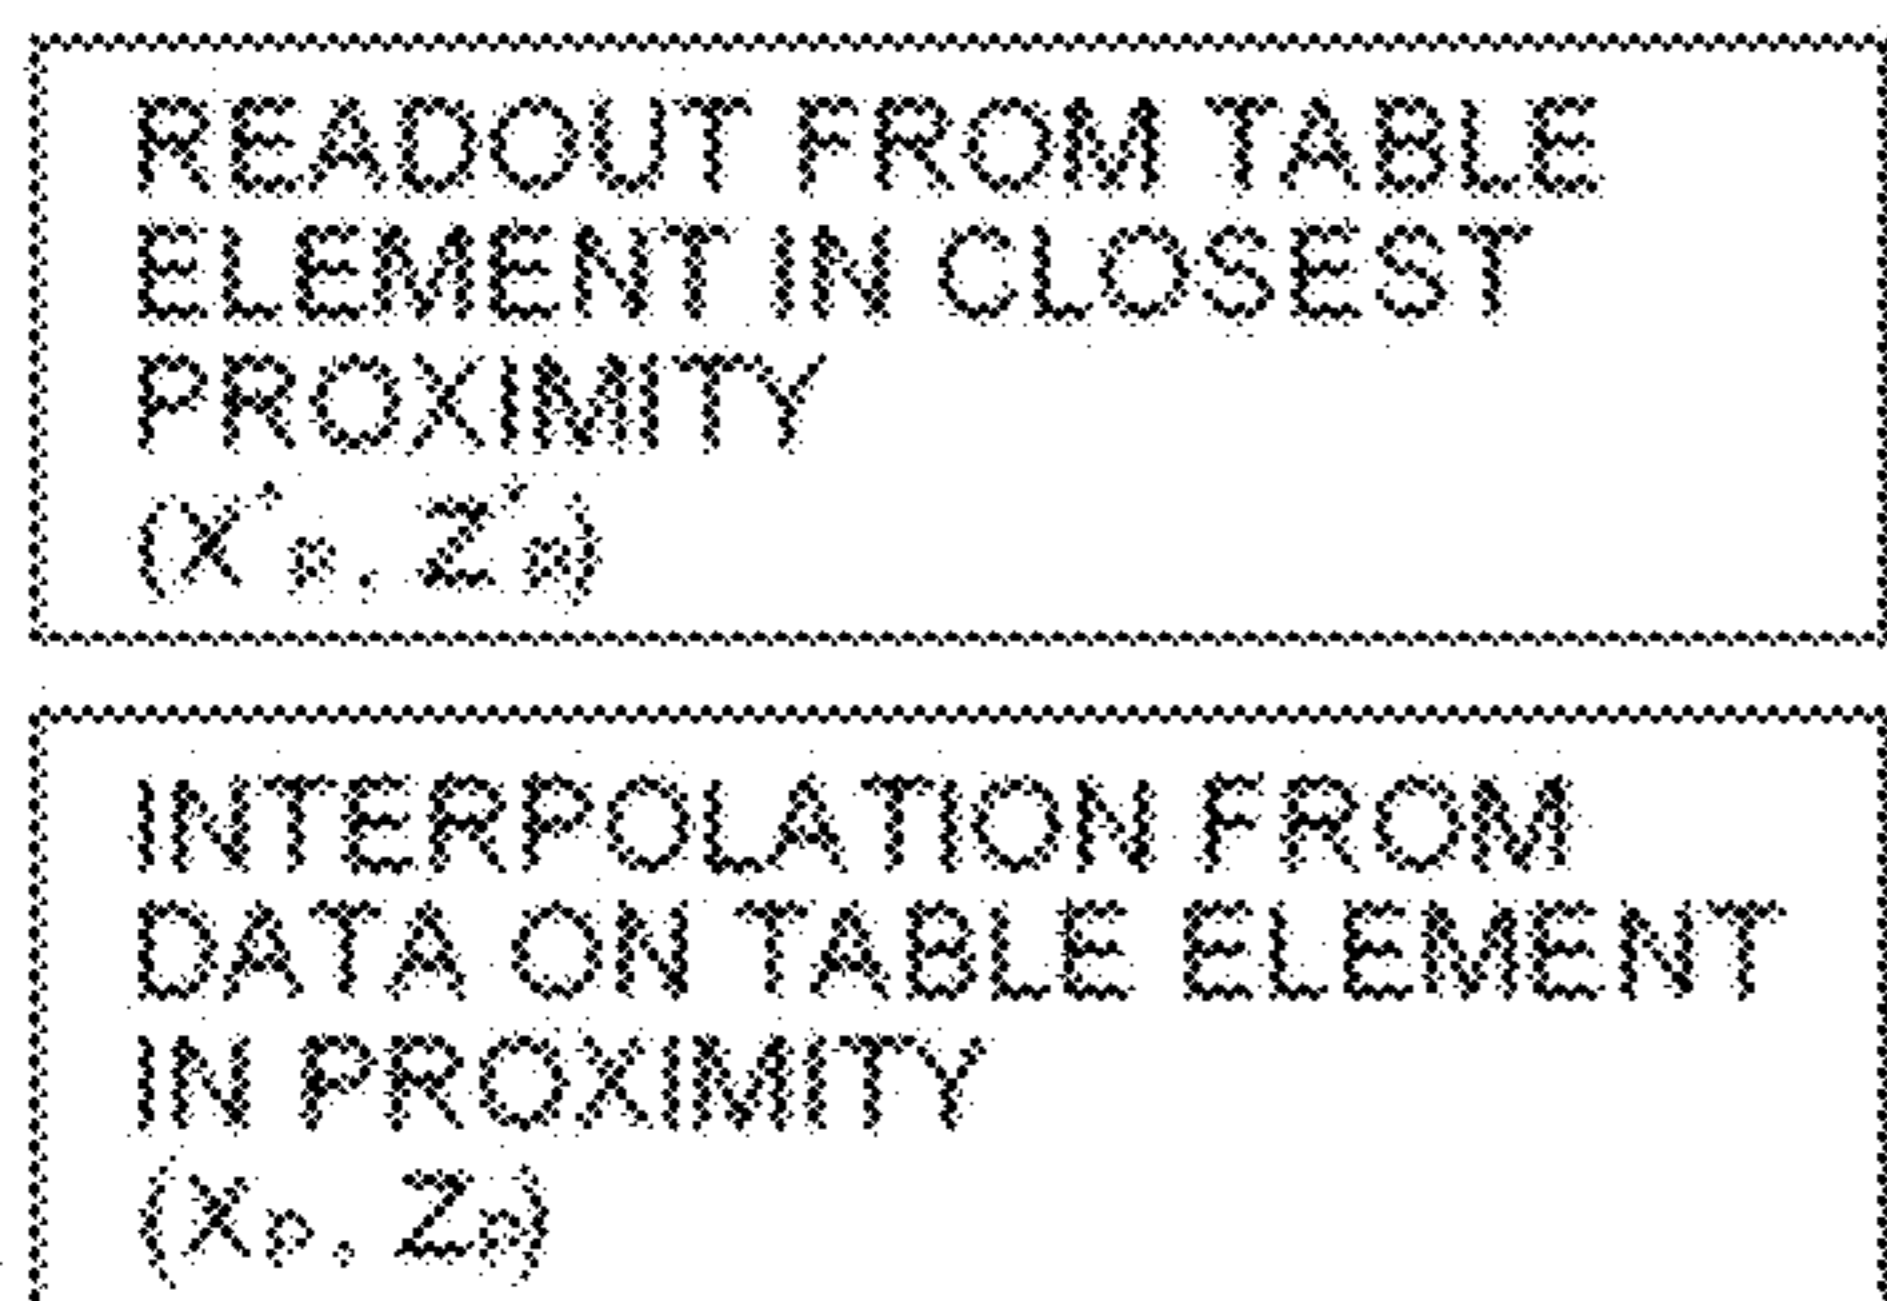 READOUT FROM TABLE
ELEMENT IN CLOSEST
PROXIMITY
(X'p, Z'p)
INTERPOLATION FROM
DATA ON TABLE ELEMENT
IN PROXIMITY
(Xp, Zp)